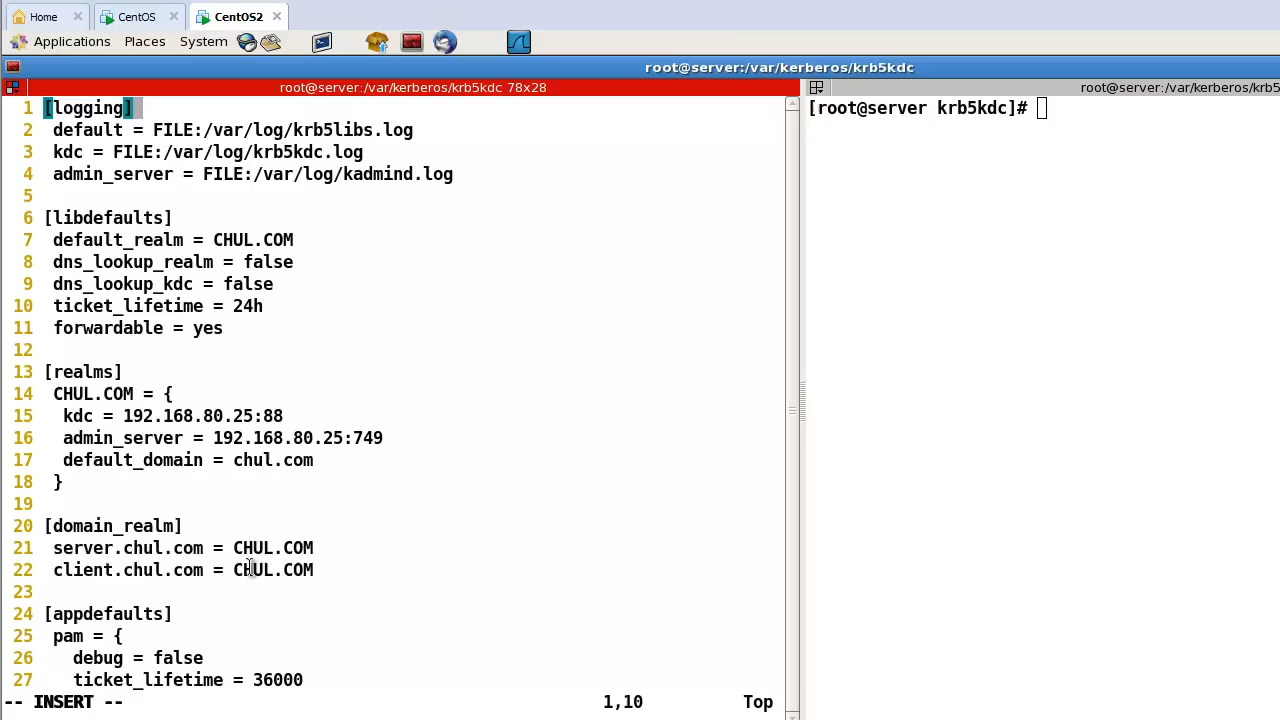 Home
CentOS
CentOS2
Applications Places System
root@server:/var/kerberos/krb5kdc
root@server:/var/kerberos/krb5kdc 78x28
1 [logging]
2 default = FILE:/var/log/krb5libs.log
3 kdc = FILE:/var/log/krb5kdc.log
4 admin_server = FILE:/var/log/kadmind.log
5
6 [libdefaults]
7 default_realm = CHUL.COM
8 dns_lookup_realm = false
9 dns_lookup_kdc = false
10 ticket_lifetime = 24h
11 forwardable = yes
12
13 [realms]
14 CHUL.COM = {
15 kdc = 192.168.80.25:88
16 admin_server = 192.168.80.25:749
17 default_domain = chul.com
18 }
19
20 [domain_realm]
21 server.chul.com = CHUL.COM
22 client.chul.com = CHUL.COM
23
24 [appdefaults]
25 pam = {
26 debug = false
27 ticket_lifetime = 36000
-- INSERT -- 1,10 Top
root@server:/var/kerberos/krb5
[root@server krb5kdc]#